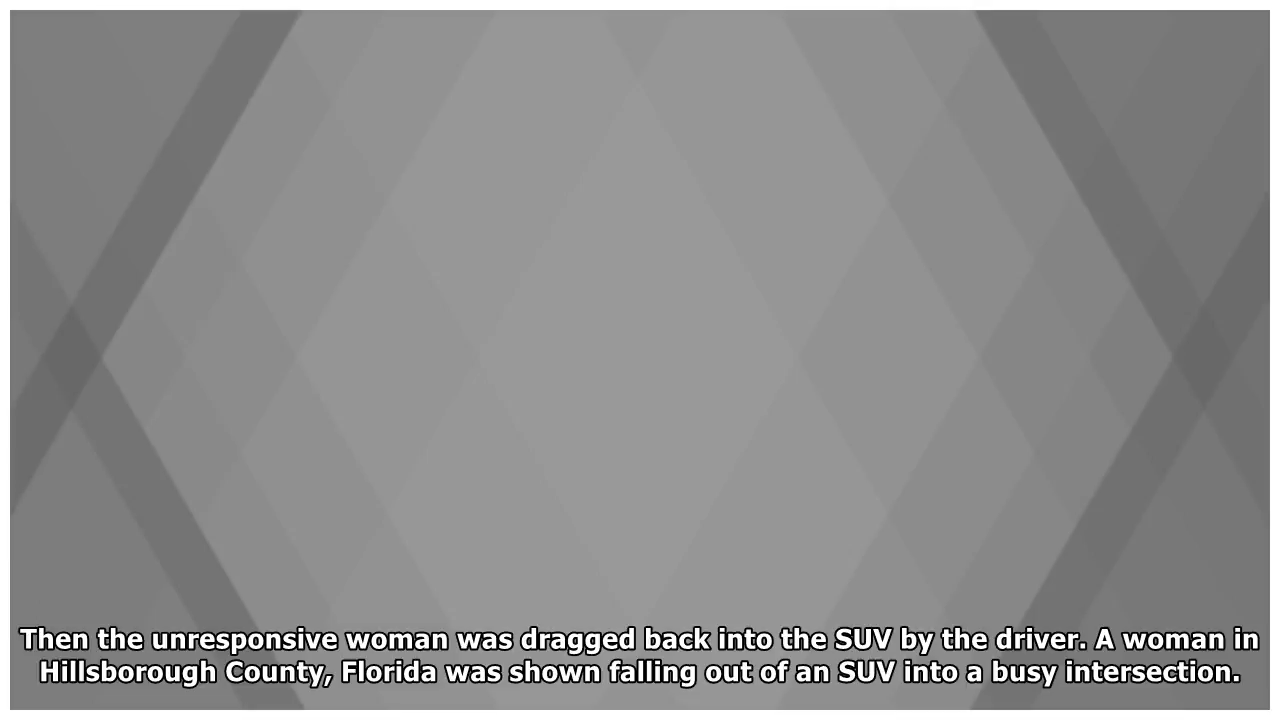 Then the unresponsive woman was dragged back into the SUV by the driver. A woman in
Hillsborough County, Florida was shown falling out of an SUV into a busy intersection.